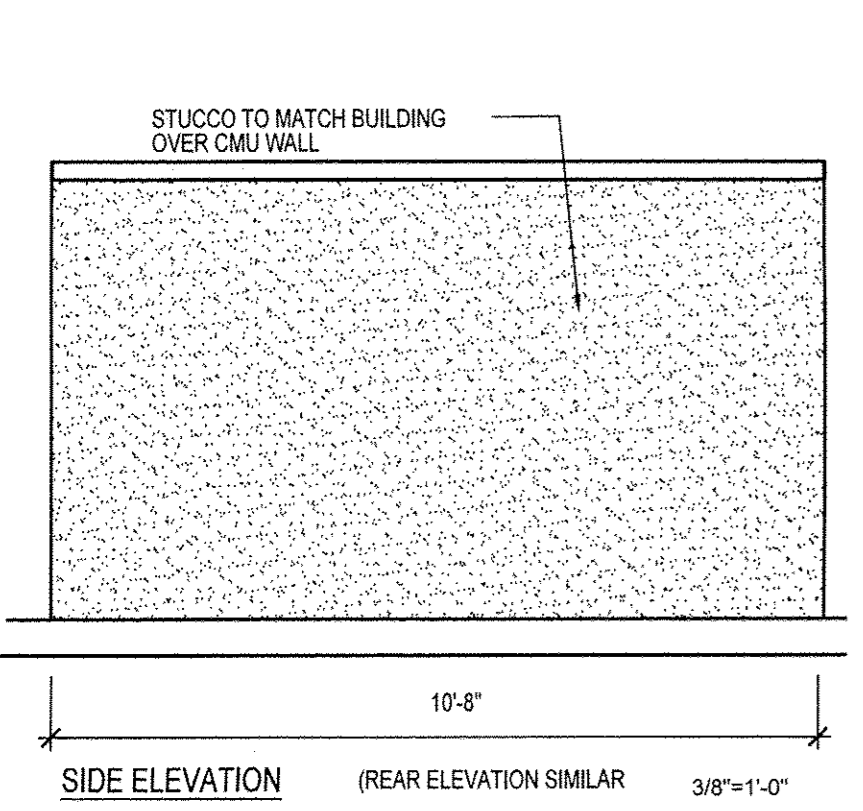 STUCCO TO MATCH BUILDING
OVER CMU WALL
10'-8"
SIDE ELEVATION (REAR ELEVATION SIMILAR 3/8"=1'-0"